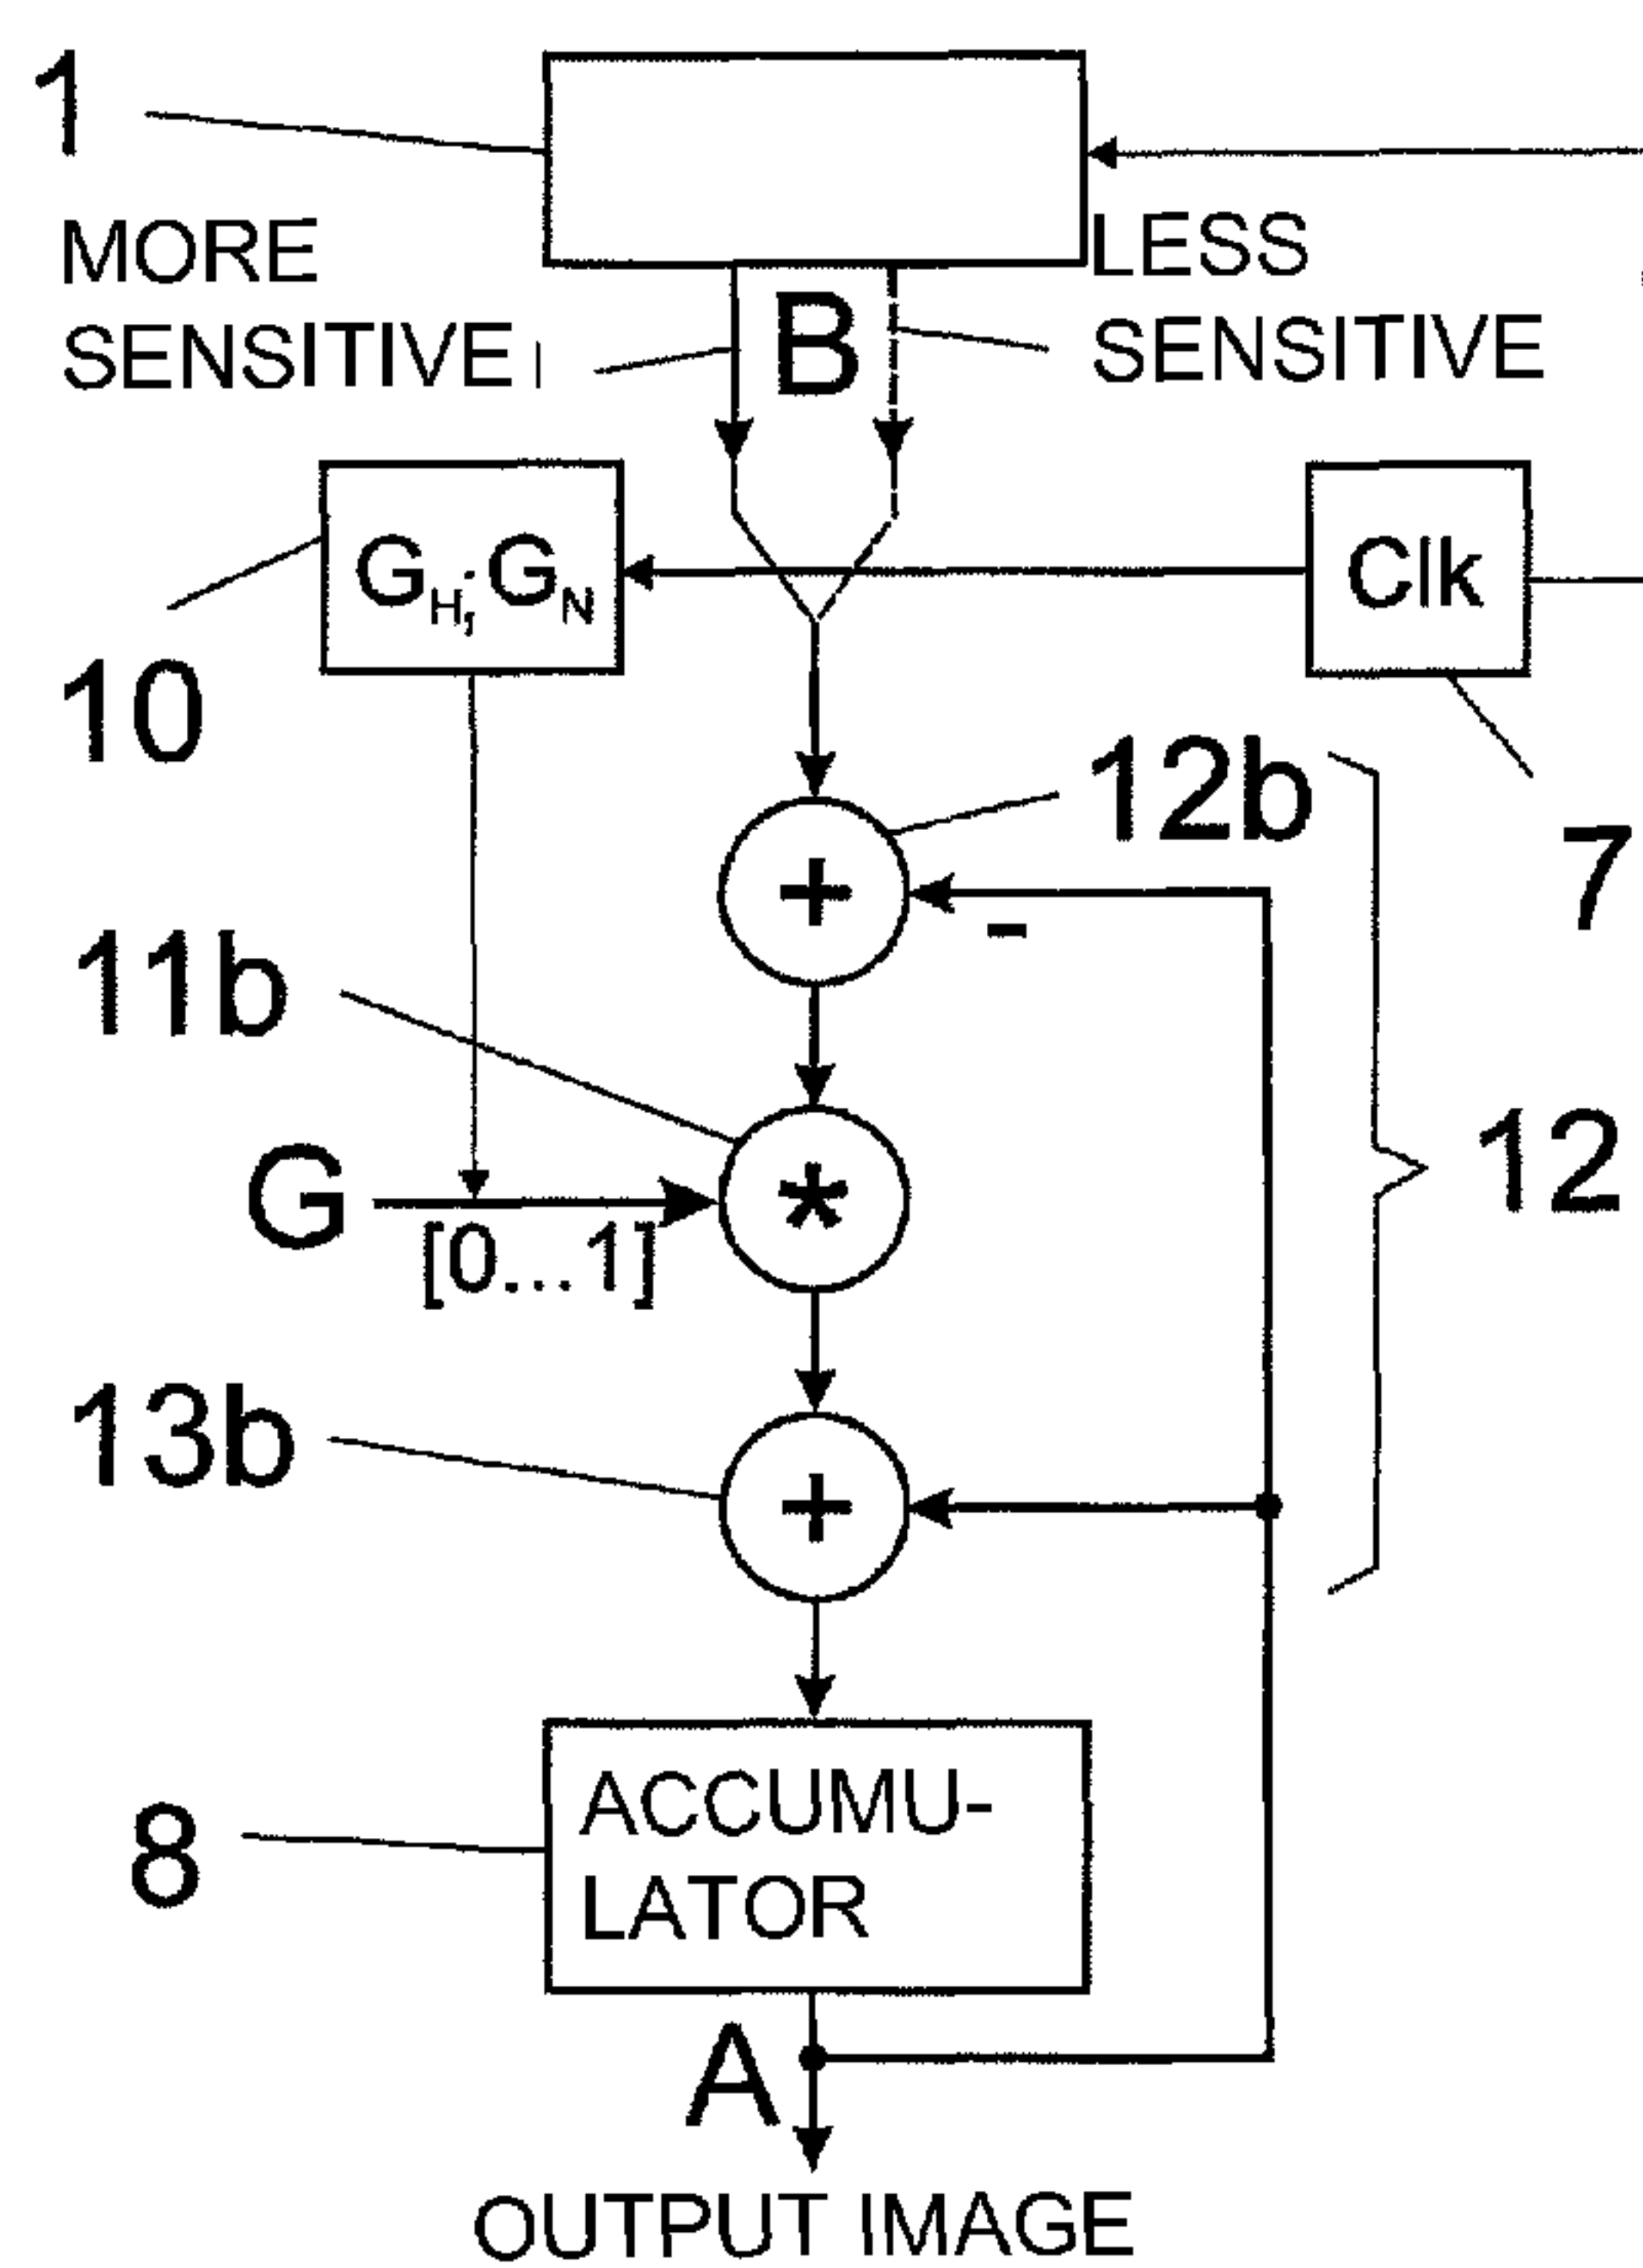 1
MORE
SENSITIVE
LESS
SENSITIVE
B
G_H; G_N
Clk
10
12b
7
11b
-
+
G
[0...1]
*
12
13b
+
ACCUMU-
LATOR
8
A
OUTPUT IMAGE